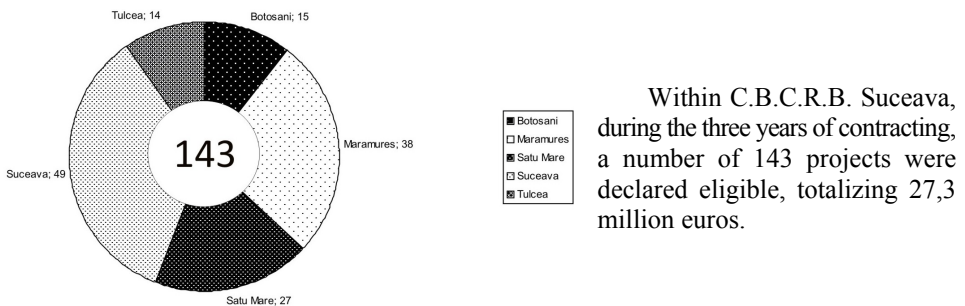 Tulcea; 14
Botosani; 15
Maramures; 38
Suceava; 49
Satu Mare; 27
143
Botosani
Maramures
Satu Mare
Suceava
Tulcea
Within C.B.C.R.B. Suceava,
during the three years of contracting,
a number of 143 projects were
declared eligible, totalizing 27,3
million euros.